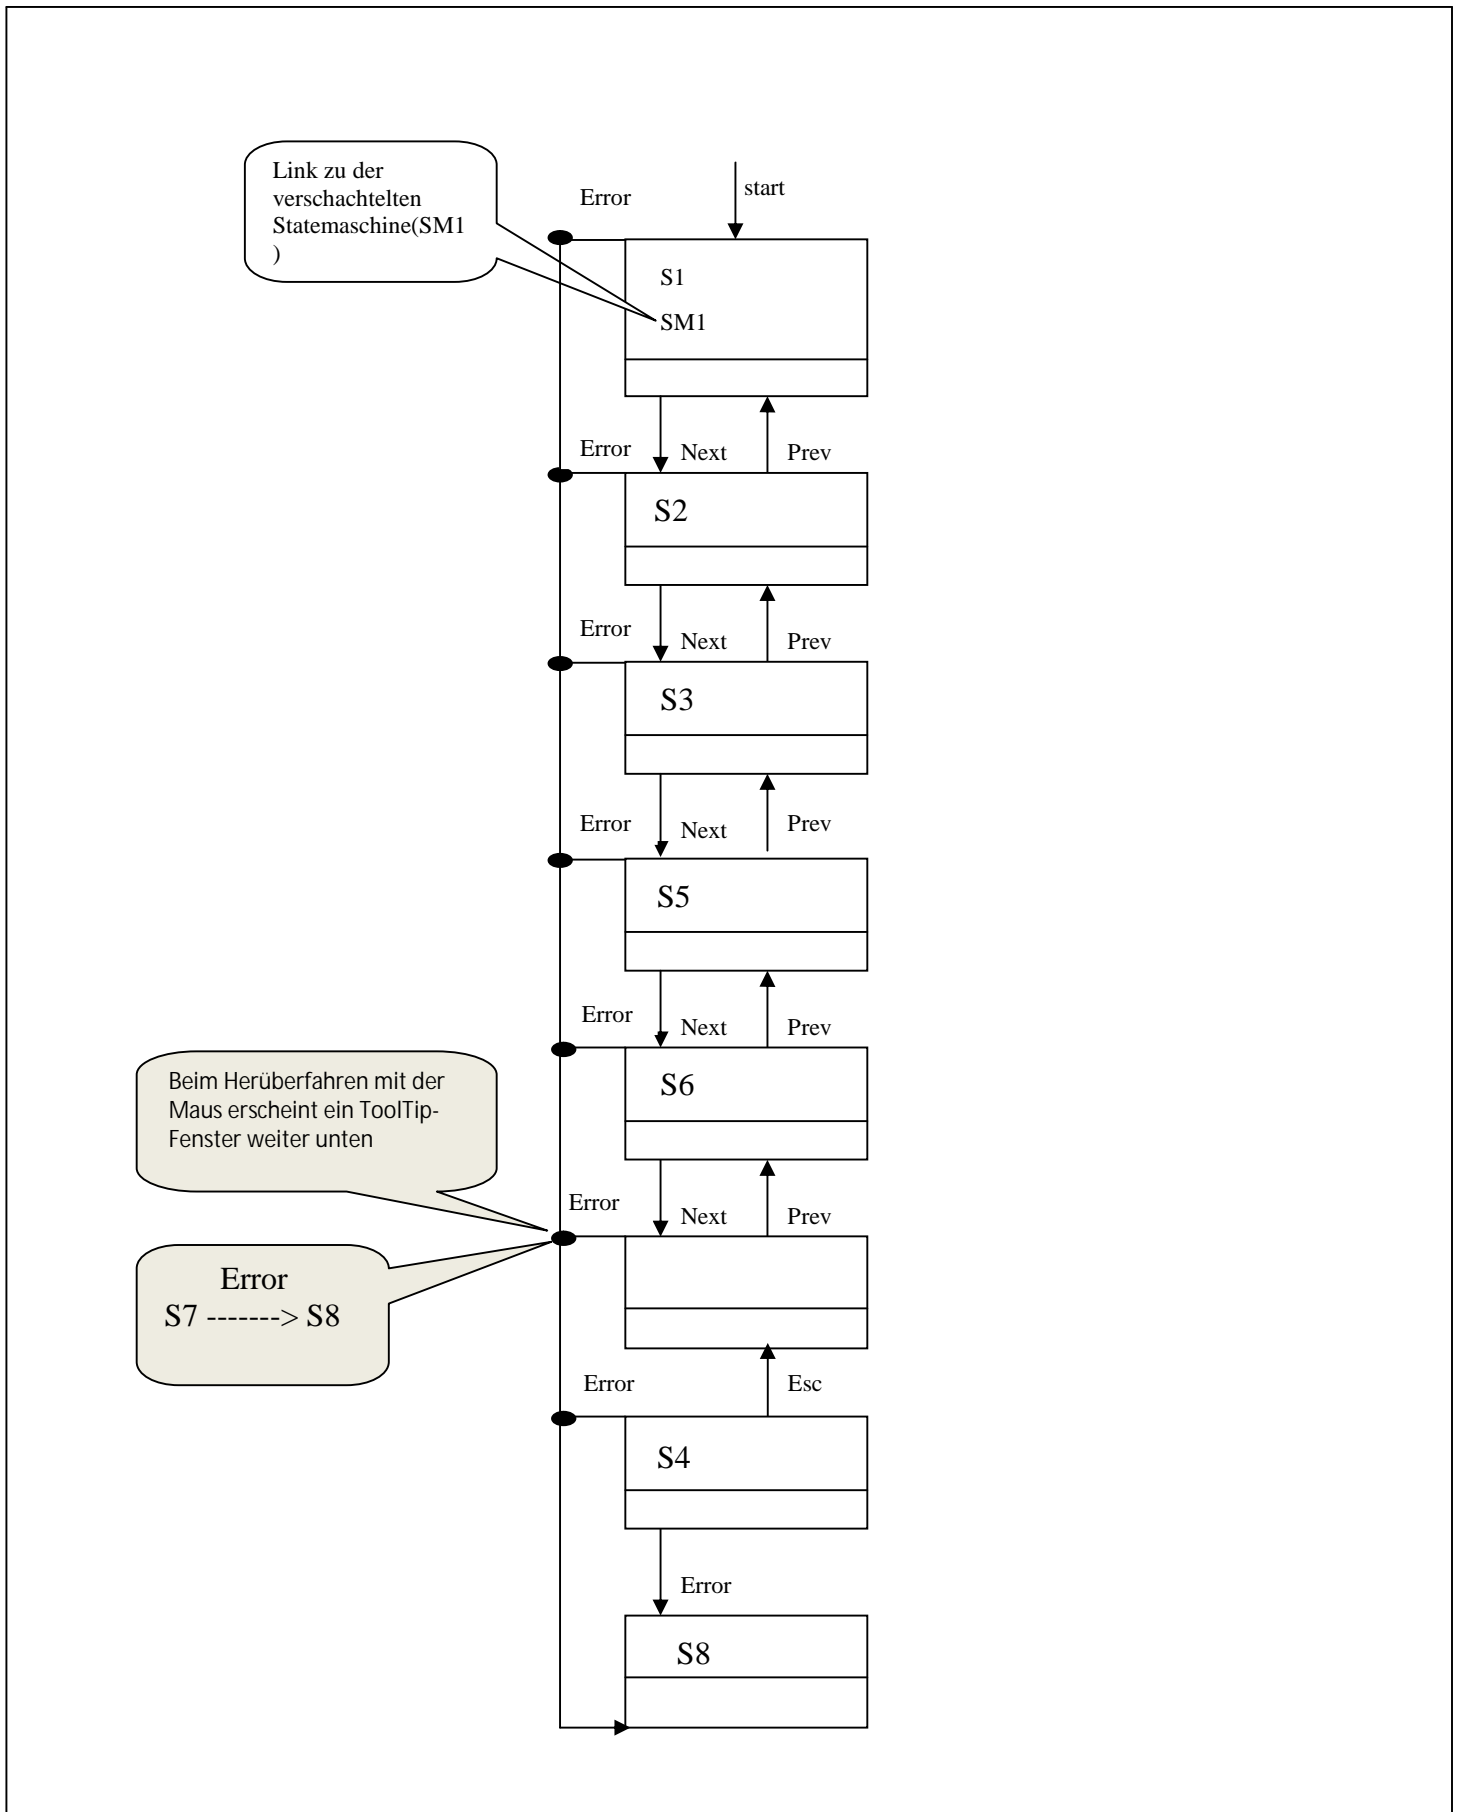 Link zu der
verschachtelten
Statemaschine(SM1
)
Error
start
S1
SM1
Error
Next
Prev
S2
Error
Next
Prev
S3
Error
Next
Prev
S5
Error
Next
Prev
S6
Beim Herüberfahren mit der
Maus erscheint ein ToolTip-
Fenster weiter unten
Error
Next
Prev
Error
S7 -------> S8
Error
Esc
S4
Error
S8